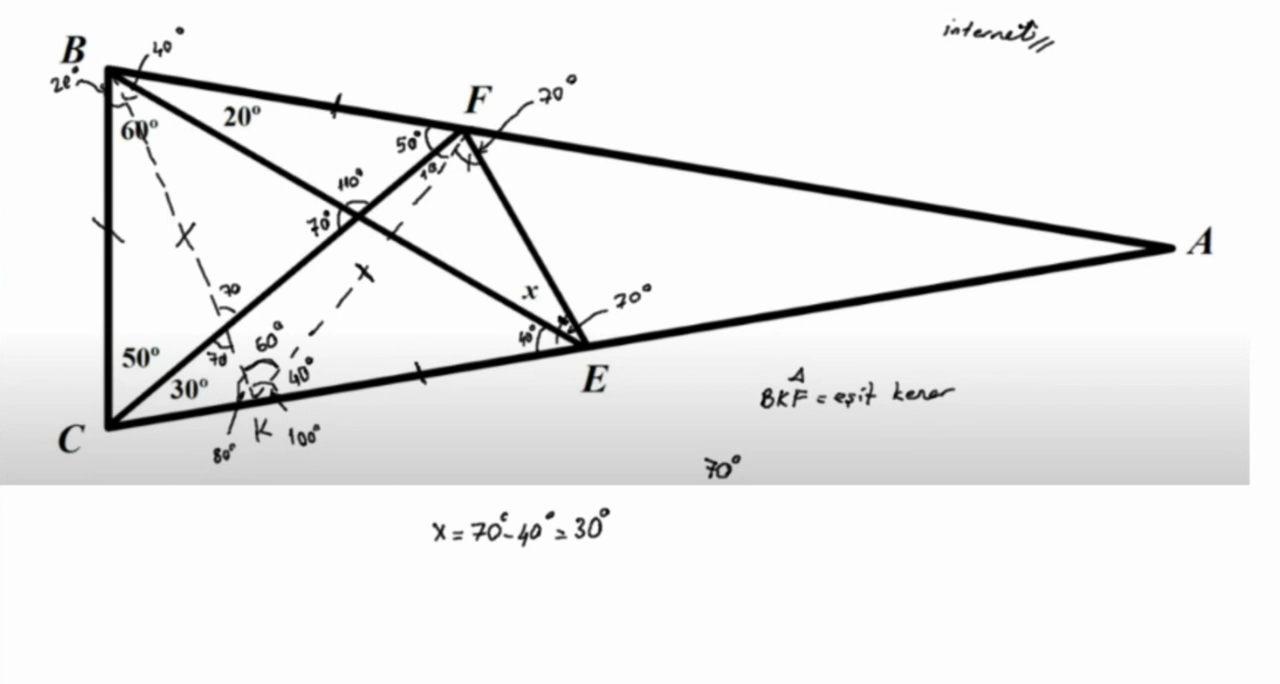 internet
B
40°
20°
60°
20°
F
70°
50°
10°
110°
70°
A
x
x
70°
40°
70
60°
50°
70
30°
40°
E
C
K
80°
100°
BKF = eşit kenar
70°
x = 70° - 40° = 30°